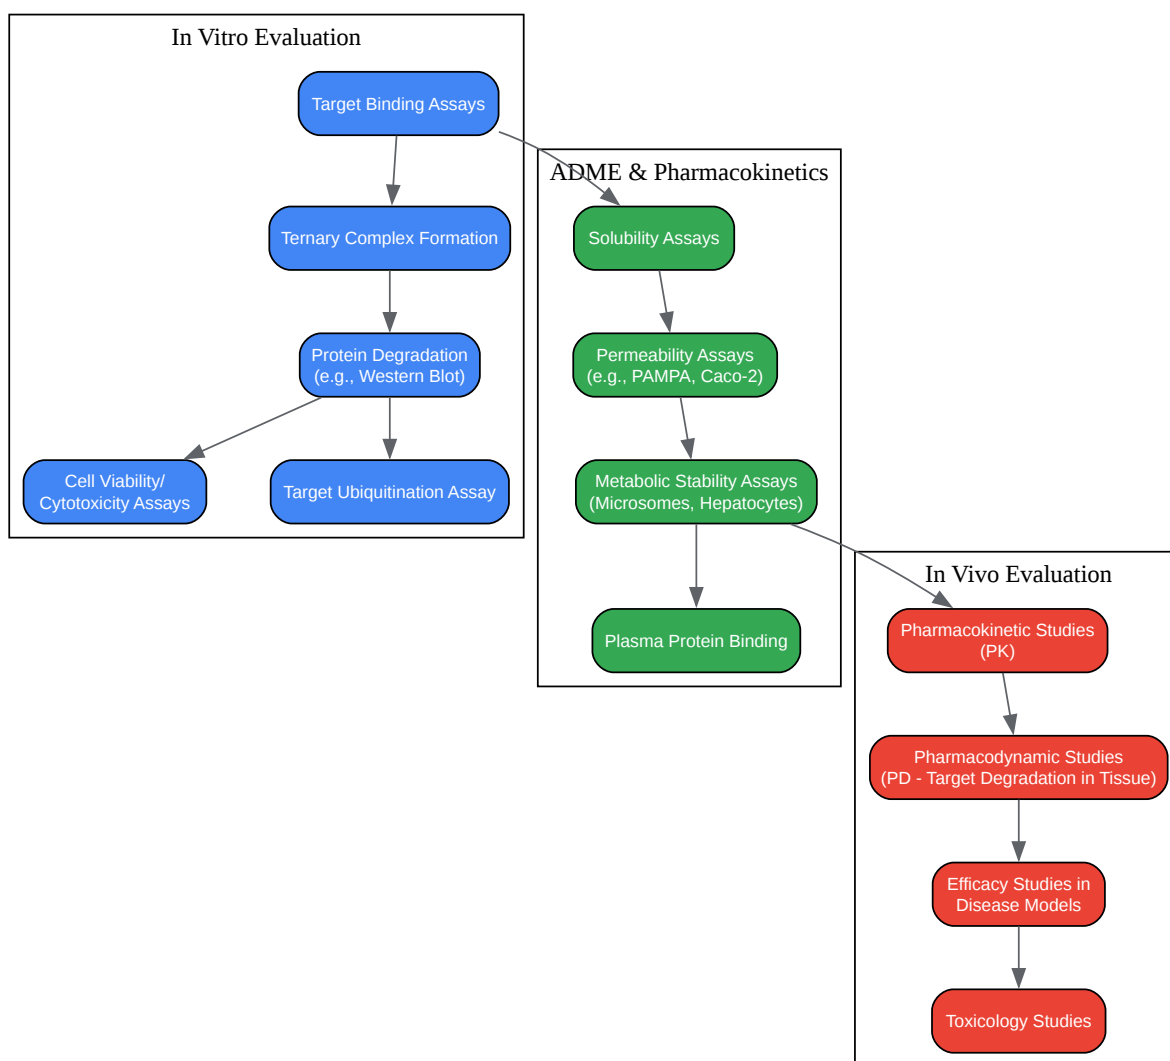 In Vitro Evaluation
Target Binding Assays
Ternary Complex Formation
Protein Degradation
(e.g., Western Blot)
Cell Viability/
Cytotoxicity Assays
Target Ubiquitination Assay
ADME & Pharmacokinetics
Solubility Assays
Permeability Assays
(e.g., PAMPA, Caco-2)
Metabolic Stability Assays
(Microsomes, Hepatocytes)
Plasma Protein Binding
In Vivo Evaluation
Pharmacokinetic Studies
(PK)
Pharmacodynamic Studies
(PD - Target Degradation in Tissue)
Efficacy Studies in
Disease Models
Toxicology Studies